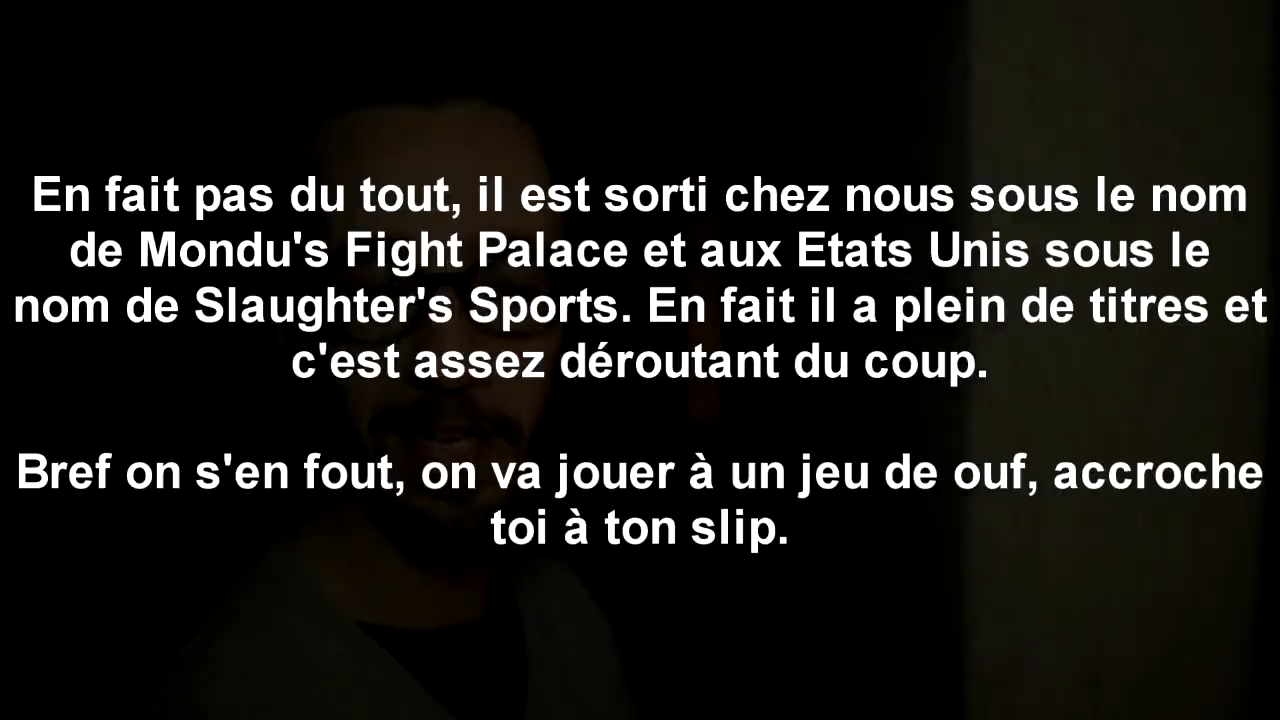 En fait pas du tout, il est sorti chez nous sous le nom
de Mondu's Fight Palace et aux Etats Unis sous le
nom de Slaughter's Sports. En fait il a plein de titres et
c'est assez déroutant du coup.
Bref on s'en fout, on va jouer à un jeu de ouf, accroche
toi à ton slip.